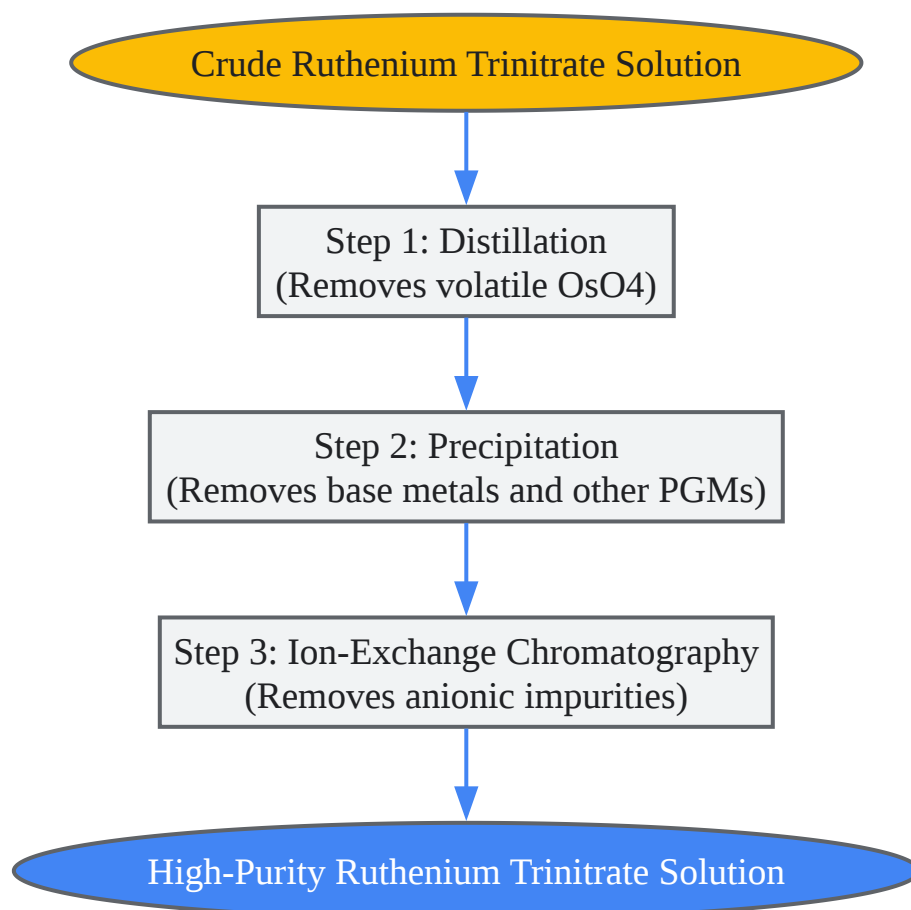 Crude Ruthenium Trinitrate Solution
Step 1: Distillation
(Removes volatile OsO4)
Step 2: Precipitation
(Removes base metals and other PGMs)
Step 3: Ion-Exchange Chromatography
(Removes anionic impurities)
High-Purity Ruthenium Trinitrate Solution